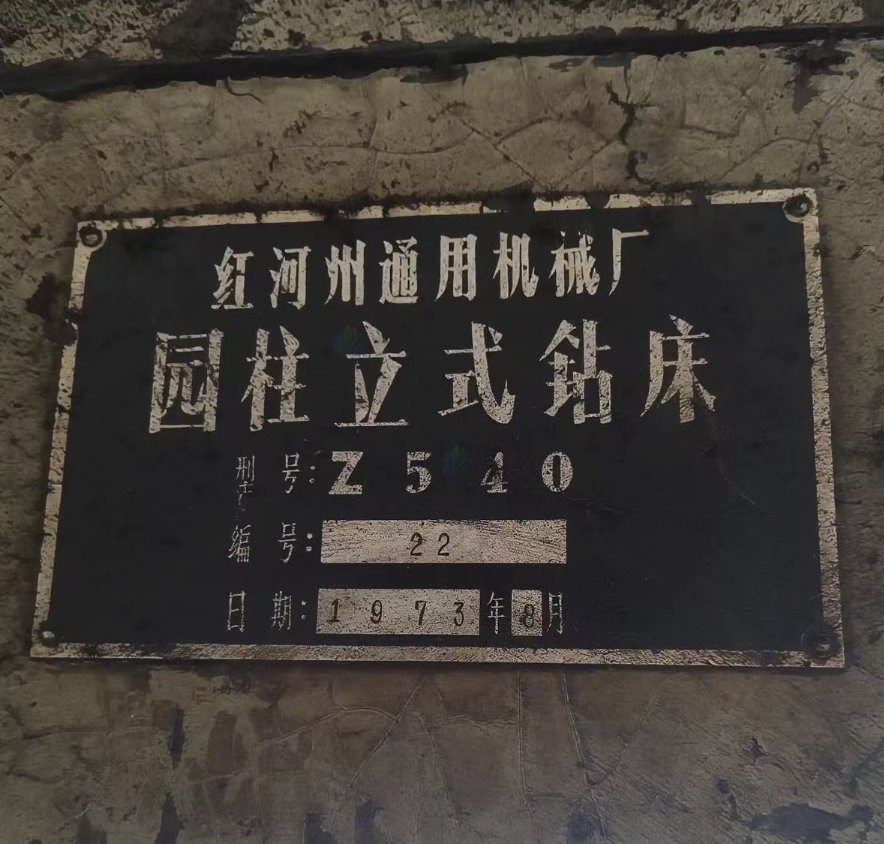 红河州通用机械厂
园柱立式钻床
型号:Z540
编号:22
日期:1973年8月